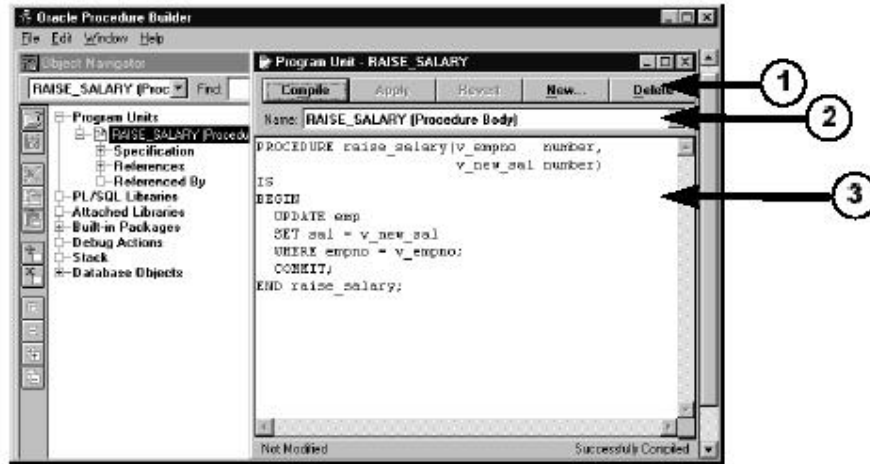 Oracle Procedure Builder
File Edit Window Help
Object Navigator
RAISE_SALARY (Proc Find:
Program Units
RAISE_SALARY (Procedu
Specification
References
Referenced By
PL/SQL Libraries
Attached Libraries
Built-in Packages
Debug Actions
Stack
Database Objects
Program Unit - RAISE_SALARY
Compile Apply Revert New... Delete
Name: RAISE_SALARY (Procedure Body)
PROCEDURE raise_salary(v_empno number,
v_new_sal number)
IS
BEGIN
UPDATE emp
SET sal = v_new_sal
WHERE empno = v_empno;
COMMIT;
END raise_salary;
Not Modified Successfully Compiled
1
2
3